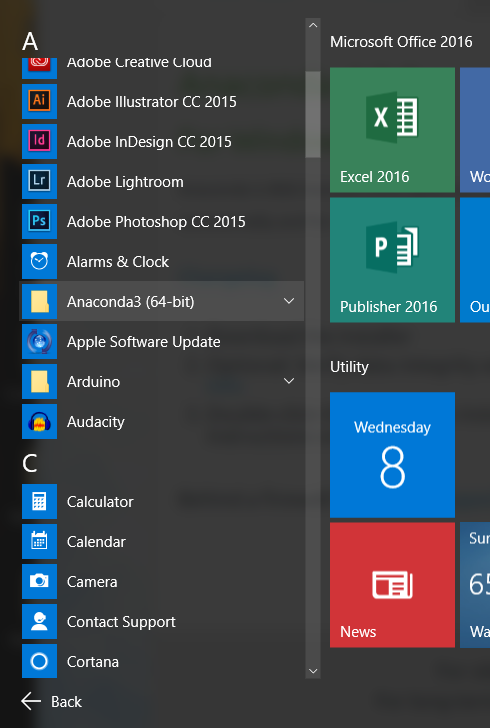 A
Adobe Creative Cloud
Ai
Adobe Illustrator CC 2015
Id
Adobe InDesign CC 2015
Lr
Adobe Lightroom
Ps
Adobe Photoshop CC 2015
Alarms & Clock
Anaconda3 (64-bit)
Apple Software Update
Arduino
Audacity
C
Calculator
Calendar
Camera
Contact Support
Cortana
Back
Microsoft Office 2016
X
Excel 2016
Wo
P
Publisher 2016
Ou
Utility
Wednesday
8
News
Sun
65
Wa